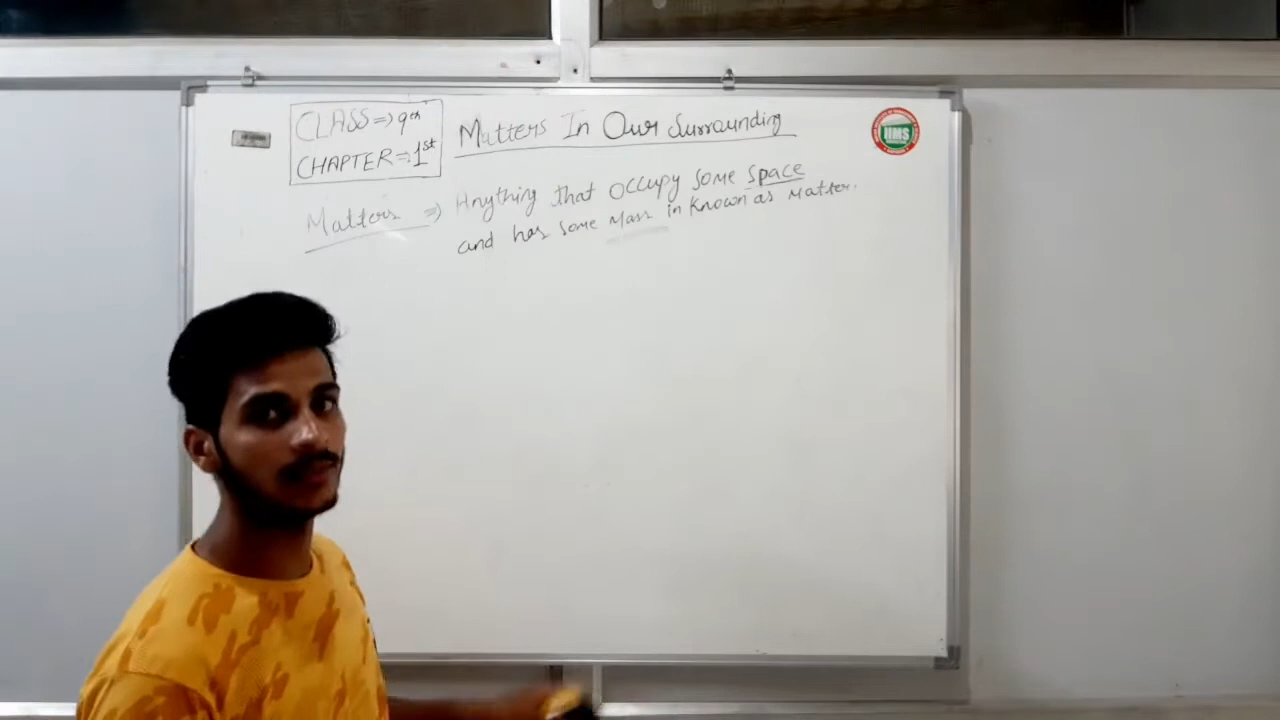 CLASS => 9th
CHAPTER => 1st
Matters In Our Surrounding
Matters => Anything that occupy some space
and has some Mass in known as Matter.
IIMS